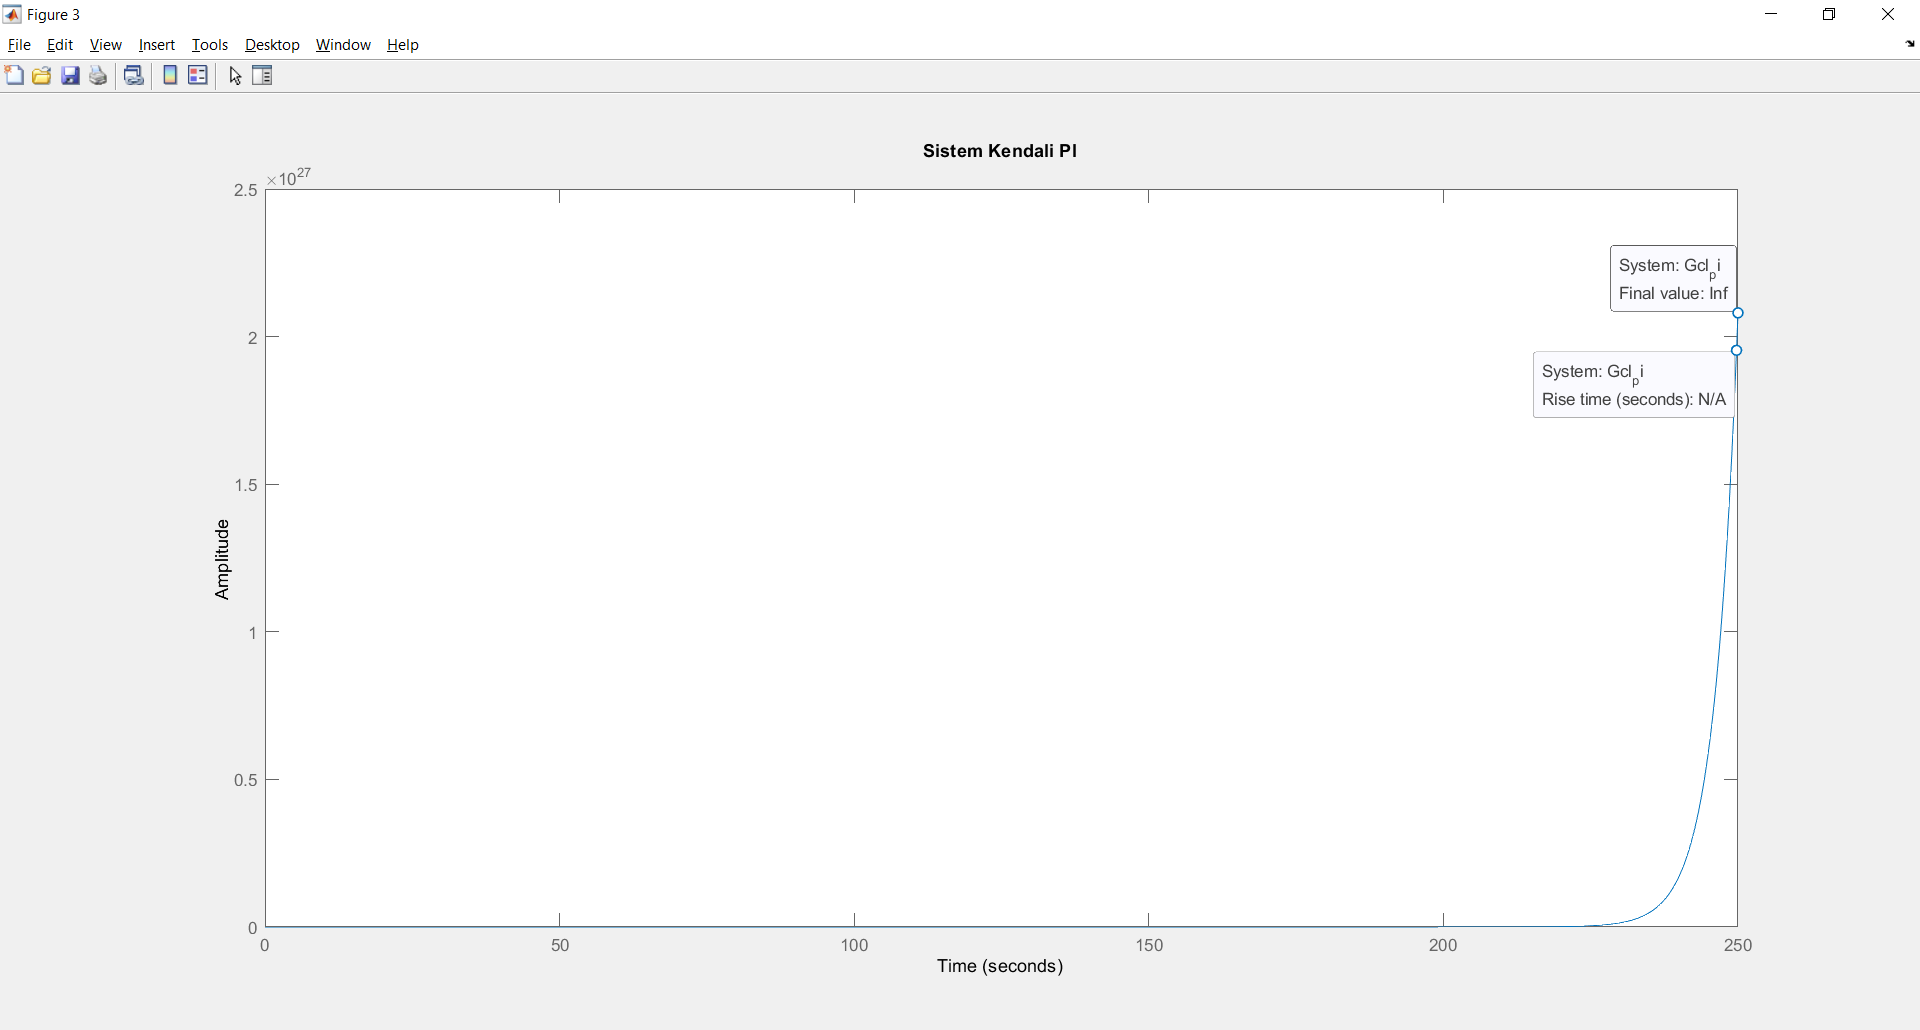 Figure 3
File Edit View Insert Tools Desktop Window Help
Sistem Kendali PI
×10^27
2.5
2
1.5
1
0.5
0
Amplitude
System: Gcl_pi
Final value: Inf
System: Gcl_pi
Rise time (seconds): N/A
0 50 100 150 200 250
Time (seconds)